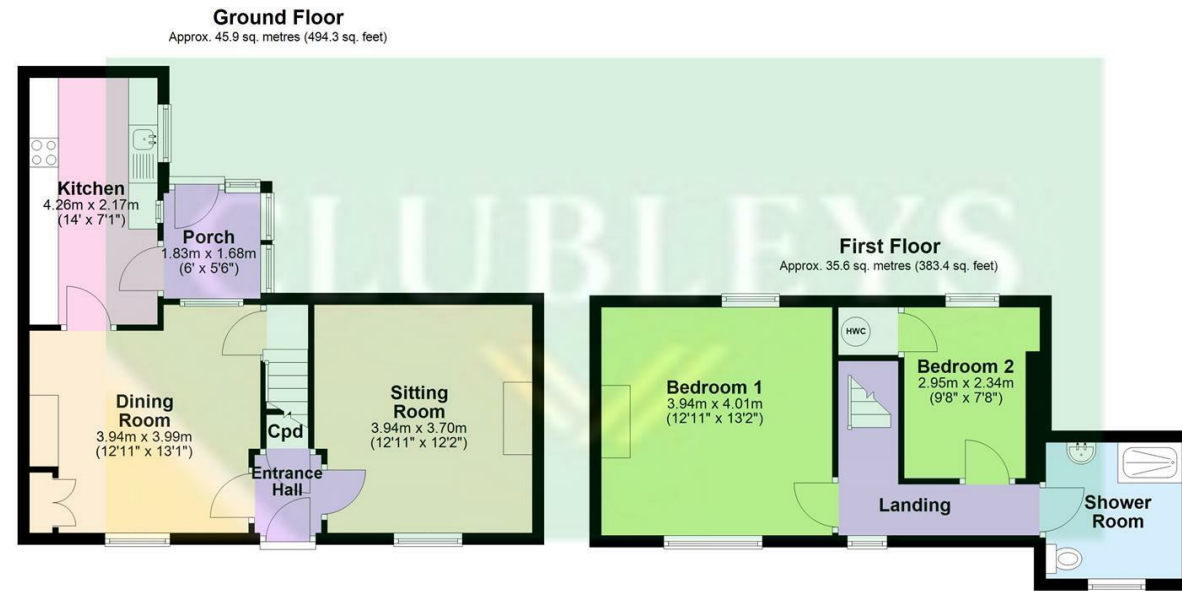 Ground Floor
Approx. 45.9 sq. metres (494.3 sq. feet)
Kitchen
4.26m x 2.17m
(14' x 7'1")
Porch
1.83m x 1.68m
(6' x 5'6")
Dining
Room
3.94m x 3.99m
(12'11" x 13'1")
Cpd
Entrance
Hall
Sitting
Room
3.94m x 3.70m
(12'11" x 12'2")
CLUBLEYS
First Floor
Approx. 35.6 sq. metres (383.4 sq. feet)
Bedroom 1
3.94m x 4.01m
(12'11" x 13'2")
HWC
Bedroom 2
2.95m x 2.34m
(9'8" x 7'8")
Landing
Shower
Room